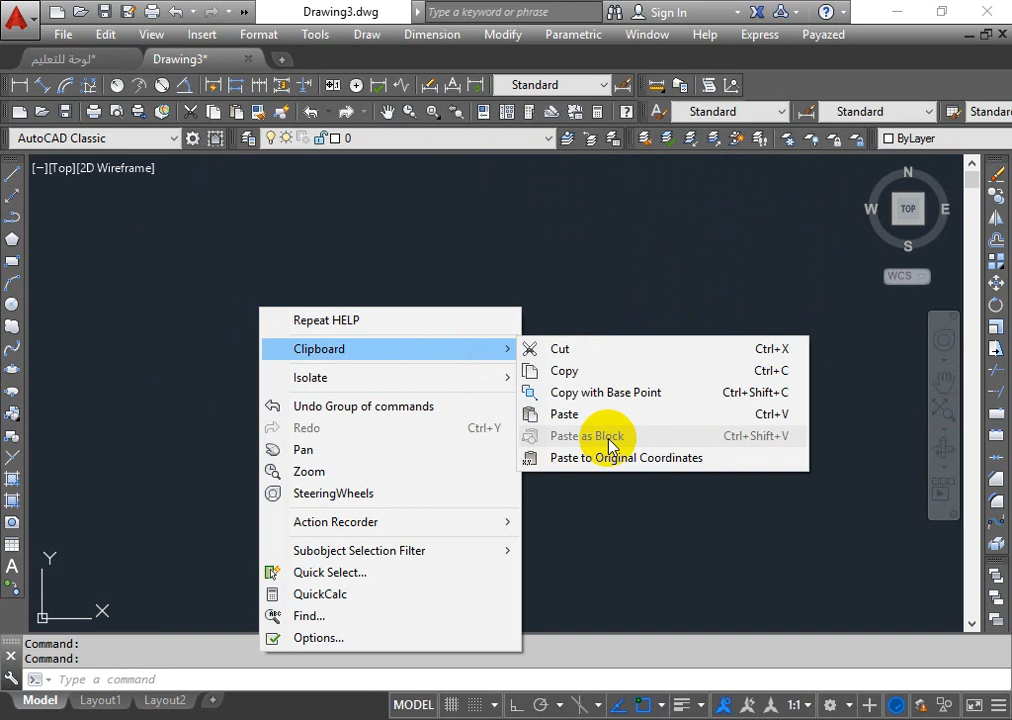 Drawing3.dwg
Type a keyword or phrase
Sign In
File Edit View Insert Format Tools Draw Dimension Modify Parametric Window Help Express Payazed
لوحة للتعليم*
Drawing3*
Standard
Standard
Standard
Standard
AutoCAD Classic
0
ByLayer
[−][Top][2D Wireframe]
N
W TOP E
S
WCS
Repeat HELP
Clipboard
Isolate
Undo Group of commands
Redo Ctrl+Y
Pan
Zoom
SteeringWheels
Action Recorder
Subobject Selection Filter
Quick Select...
QuickCalc
Find...
Options...
Cut Ctrl+X
Copy Ctrl+C
Copy with Base Point Ctrl+Shift+C
Paste Ctrl+V
Paste as Block Ctrl+Shift+V
Paste to Original Coordinates
Y
X
Command:
Command:
Type a command
Model Layout1 Layout2 +
MODEL
1:1